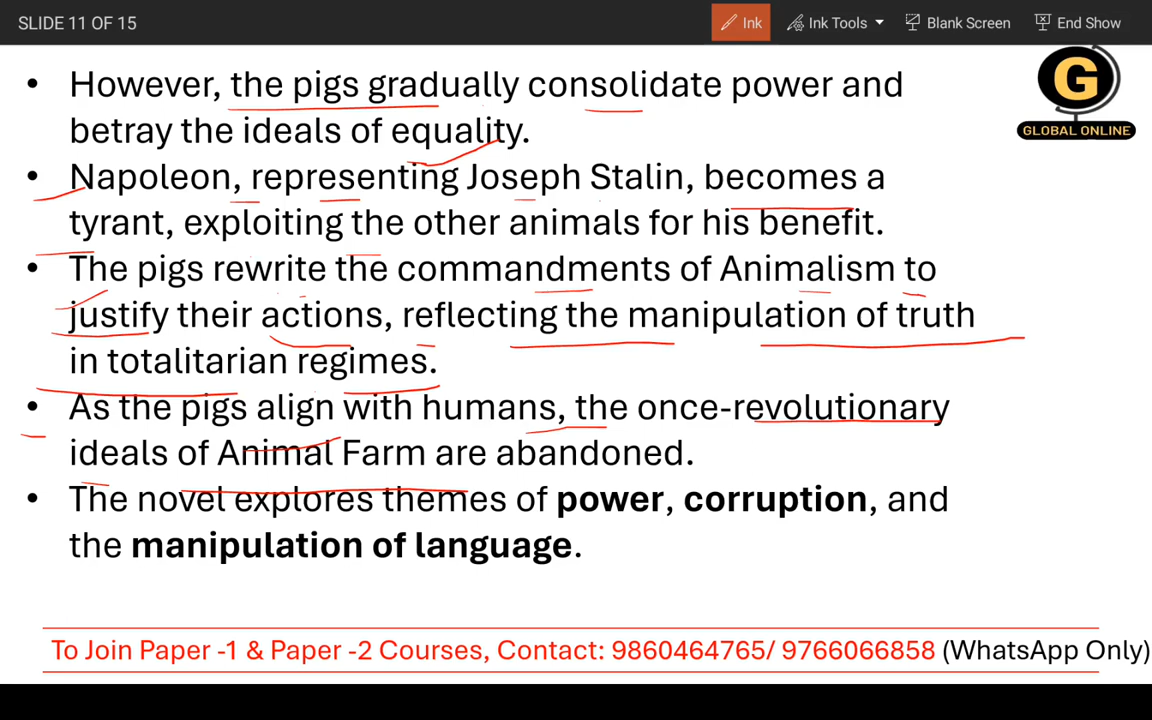 SLIDE 11 OF 15 Ink Ink Tools Blank Screen End Show
• However, the pigs gradually consolidate power and
betray the ideals of equality.
G
GLOBAL ONLINE
• Napoleon, representing Joseph Stalin, becomes a
tyrant, exploiting the other animals for his benefit.
• The pigs rewrite the commandments of Animalism to
justify their actions, reflecting the manipulation of truth
in totalitarian regimes.
• As the pigs align with humans, the once-revolutionary
ideals of Animal Farm are abandoned.
• The novel explores themes of power, corruption, and
the manipulation of language.
To Join Paper -1 & Paper -2 Courses, Contact: 9860464765/ 9766066858 (WhatsApp Only)